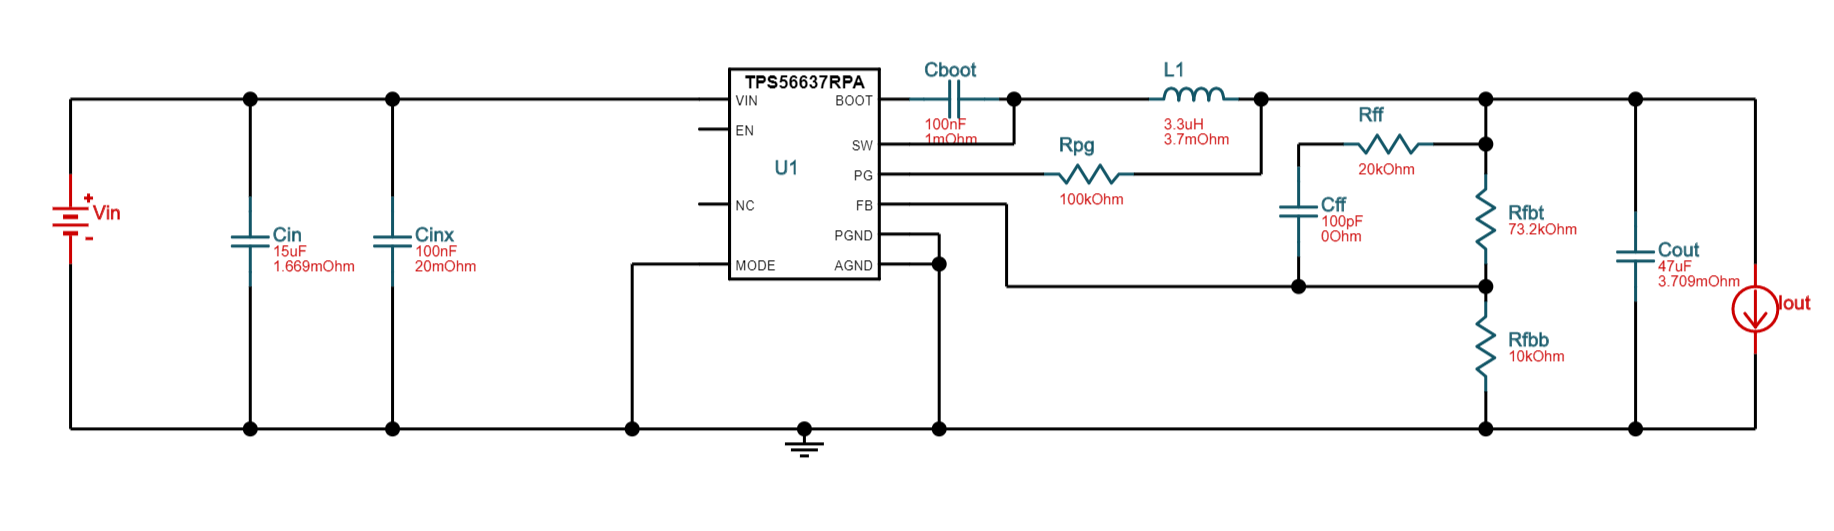 TPS56637RPA
VIN
BOOT
EN
SW
U1
PG
NC
FB
PGND
MODE
AGND
Vin
+
-
Cin
15uF
1.669mOhm
Cinx
100nF
20mOhm
Cboot
100nF
1mOhm
L1
3.3uH
3.7mOhm
Rpg
100kOhm
Rff
20kOhm
Cff
100pF
0Ohm
Rfbt
73.2kOhm
Rfbb
10kOhm
Cout
47uF
3.709mOhm
Iout